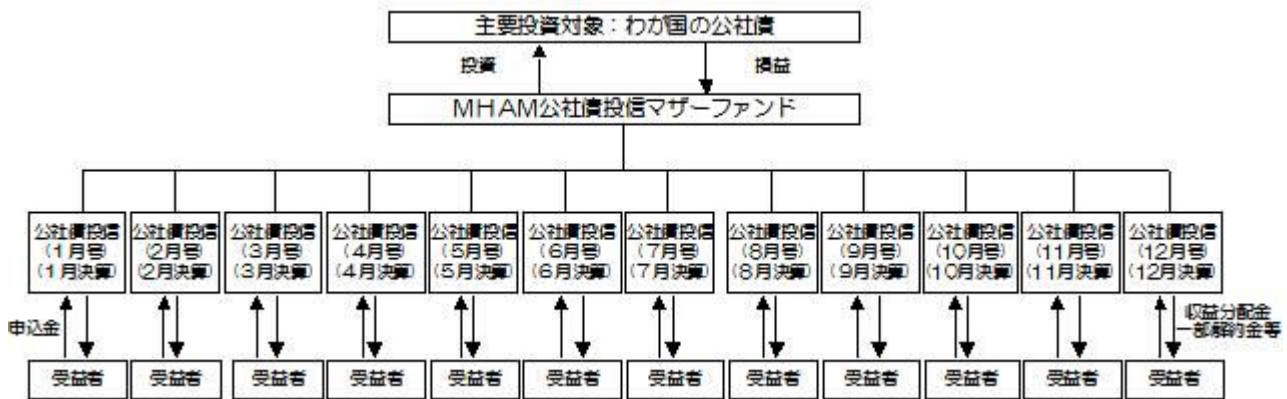 主要投資対象：わが国の公社債
投資
損益
MHAM公社債投信マザーファンド
公社債投信
(1月号)
(1月決算)
公社債投信
(2月号)
(2月決算)
公社債投信
(3月号)
(3月決算)
公社債投信
(4月号)
(4月決算)
公社債投信
(5月号)
(5月決算)
公社債投信
(6月号)
(6月決算)
公社債投信
(7月号)
(7月決算)
公社債投信
(8月号)
(8月決算)
公社債投信
(9月号)
(9月決算)
公社債投信
(10月号)
(10月決算)
公社債投信
(11月号)
(11月決算)
公社債投信
(12月号)
(12月決算)
申込金
収益分配金
一部解約金等
受益者
受益者
受益者
受益者
受益者
受益者
受益者
受益者
受益者
受益者
受益者
受益者